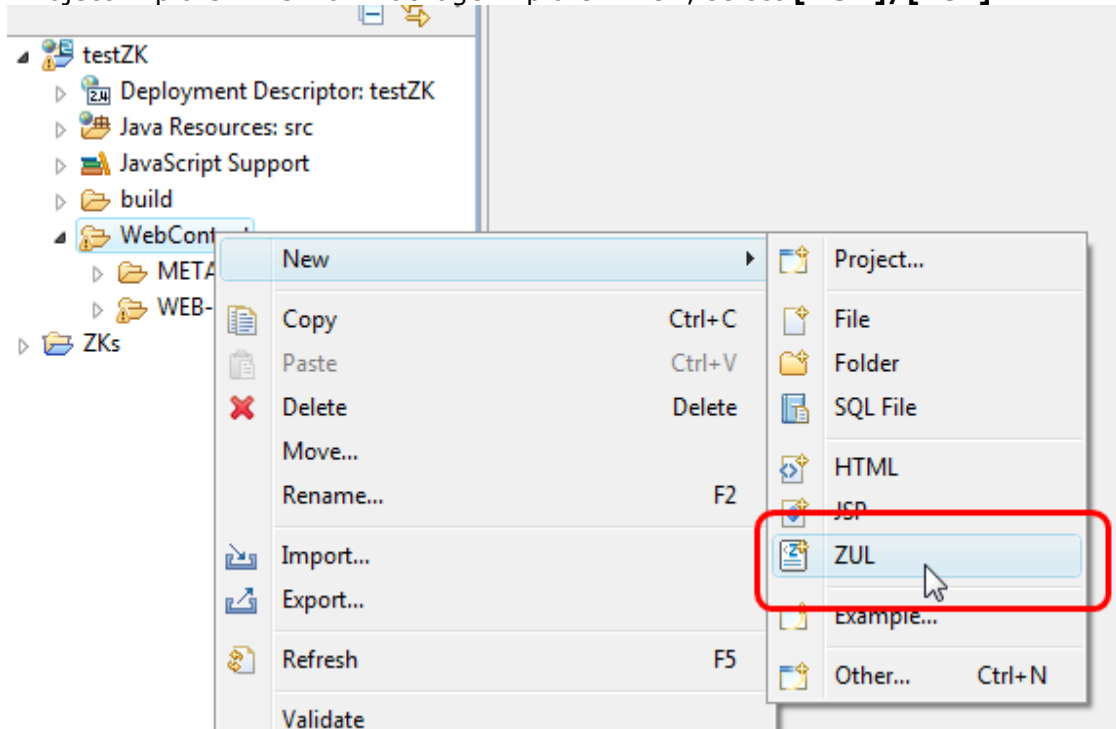 testZK
Deployment Descriptor: testZK
Java Resources: src
JavaScript Support
build
WebCont
META
WEB-
ZKs
New
Copy Ctrl+C
Paste Ctrl+V
Delete Delete
Move...
Rename... F2
Import...
Export...
Refresh F5
Validate
Project...
File
Folder
SQL File
HTML
JSP
ZUL
Example...
Other... Ctrl+N